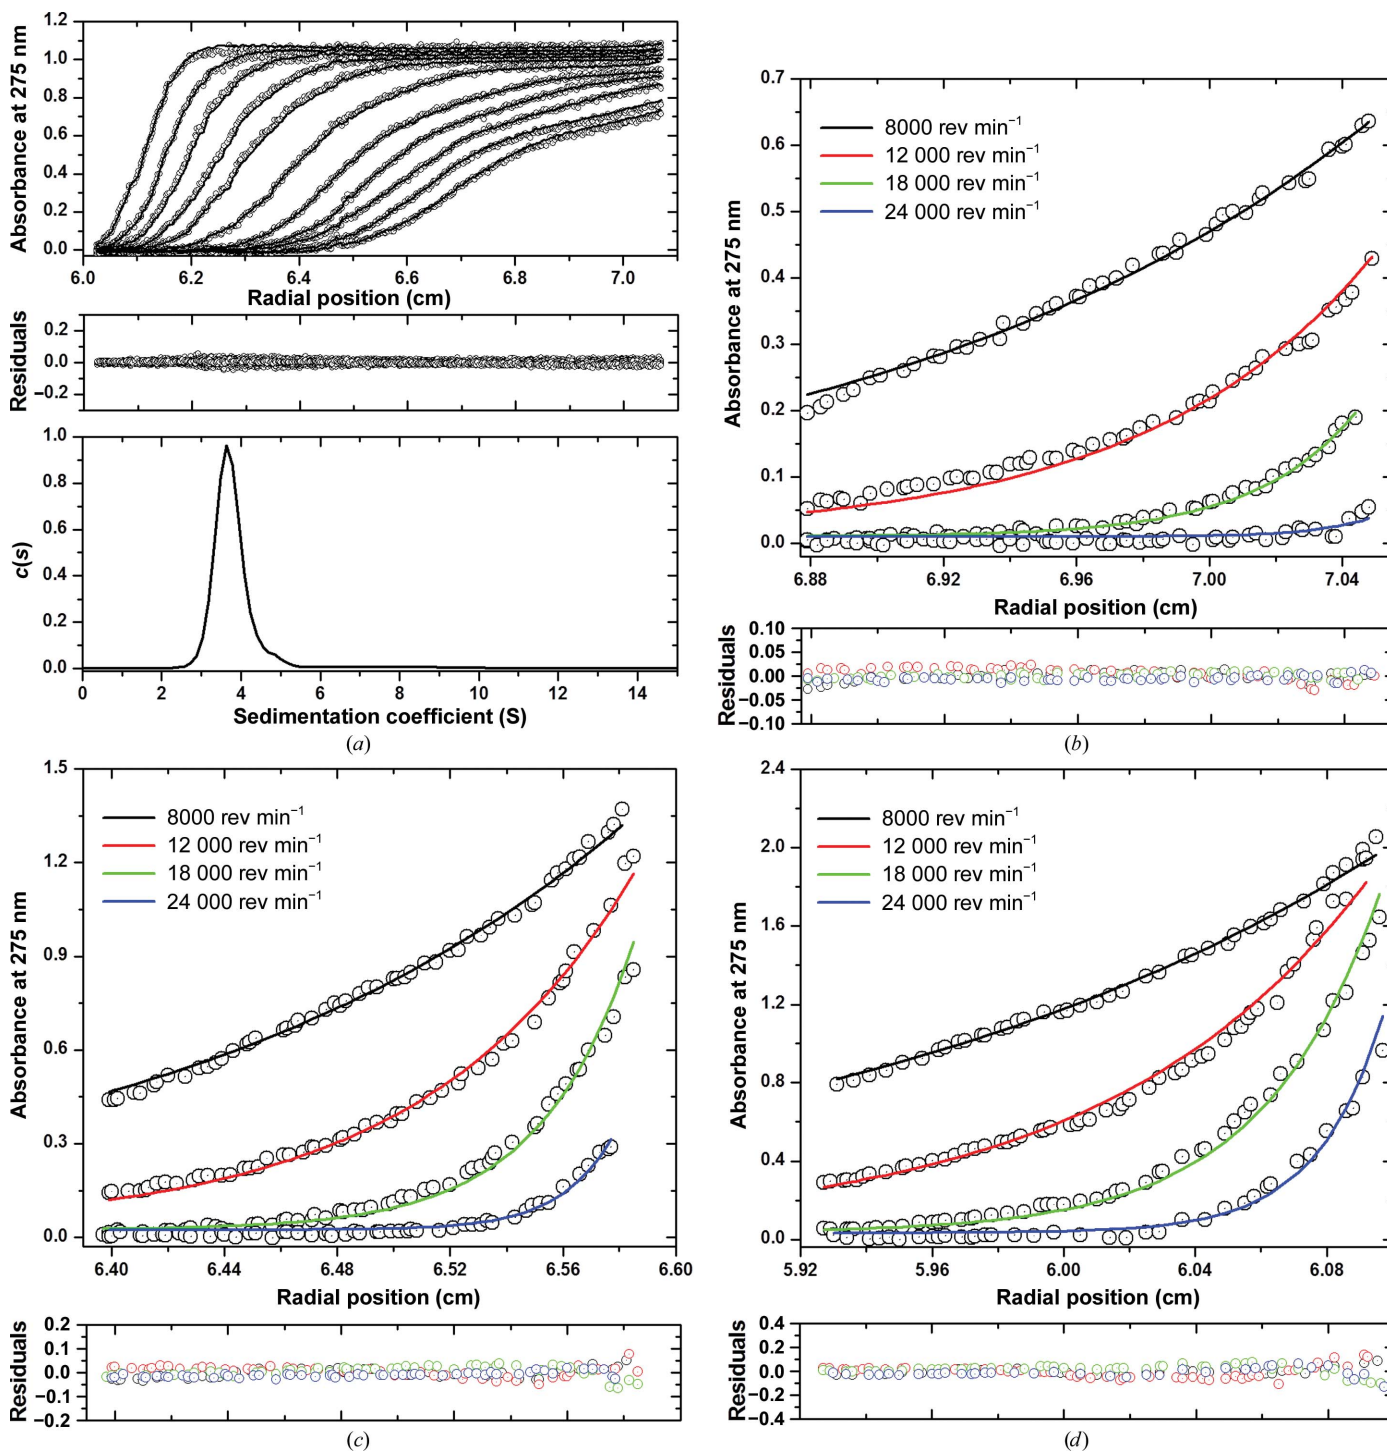 1.2
1.0
0.8
0.6
0.4
0.2
0.0
Absorbance at 275 nm
6.0 6.2 6.4 6.6 6.8 7.0
Radial position (cm)
0.2
0.0
−0.2
Residuals
1.0
0.8
0.6
0.4
0.2
0.0
c(s)
0 2 4 6 8 10 12 14
Sedimentation coefficient (S)
(a)
0.7
0.6
0.5
0.4
0.3
0.2
0.1
0.0
Absorbance at 275 nm
8000 rev min⁻¹
12 000 rev min⁻¹
18 000 rev min⁻¹
24 000 rev min⁻¹
6.88 6.92 6.96 7.00 7.04
Radial position (cm)
0.10
0.05
0.00
−0.05
−0.10
Residuals
(b)
1.5
1.2
0.9
0.6
0.3
0.0
Absorbance at 275 nm
8000 rev min⁻¹
12 000 rev min⁻¹
18 000 rev min⁻¹
24 000 rev min⁻¹
6.40 6.44 6.48 6.52 6.56 6.60
Radial position (cm)
0.2
0.1
0.0
−0.1
−0.2
Residuals
(c)
2.4
2.0
1.6
1.2
0.8
0.4
0.0
Absorbance at 275 nm
8000 rev min⁻¹
12 000 rev min⁻¹
18 000 rev min⁻¹
24 000 rev min⁻¹
5.92 5.96 6.00 6.04 6.08
Radial position (cm)
0.4
0.2
0.0
−0.2
−0.4
Residuals
(d)